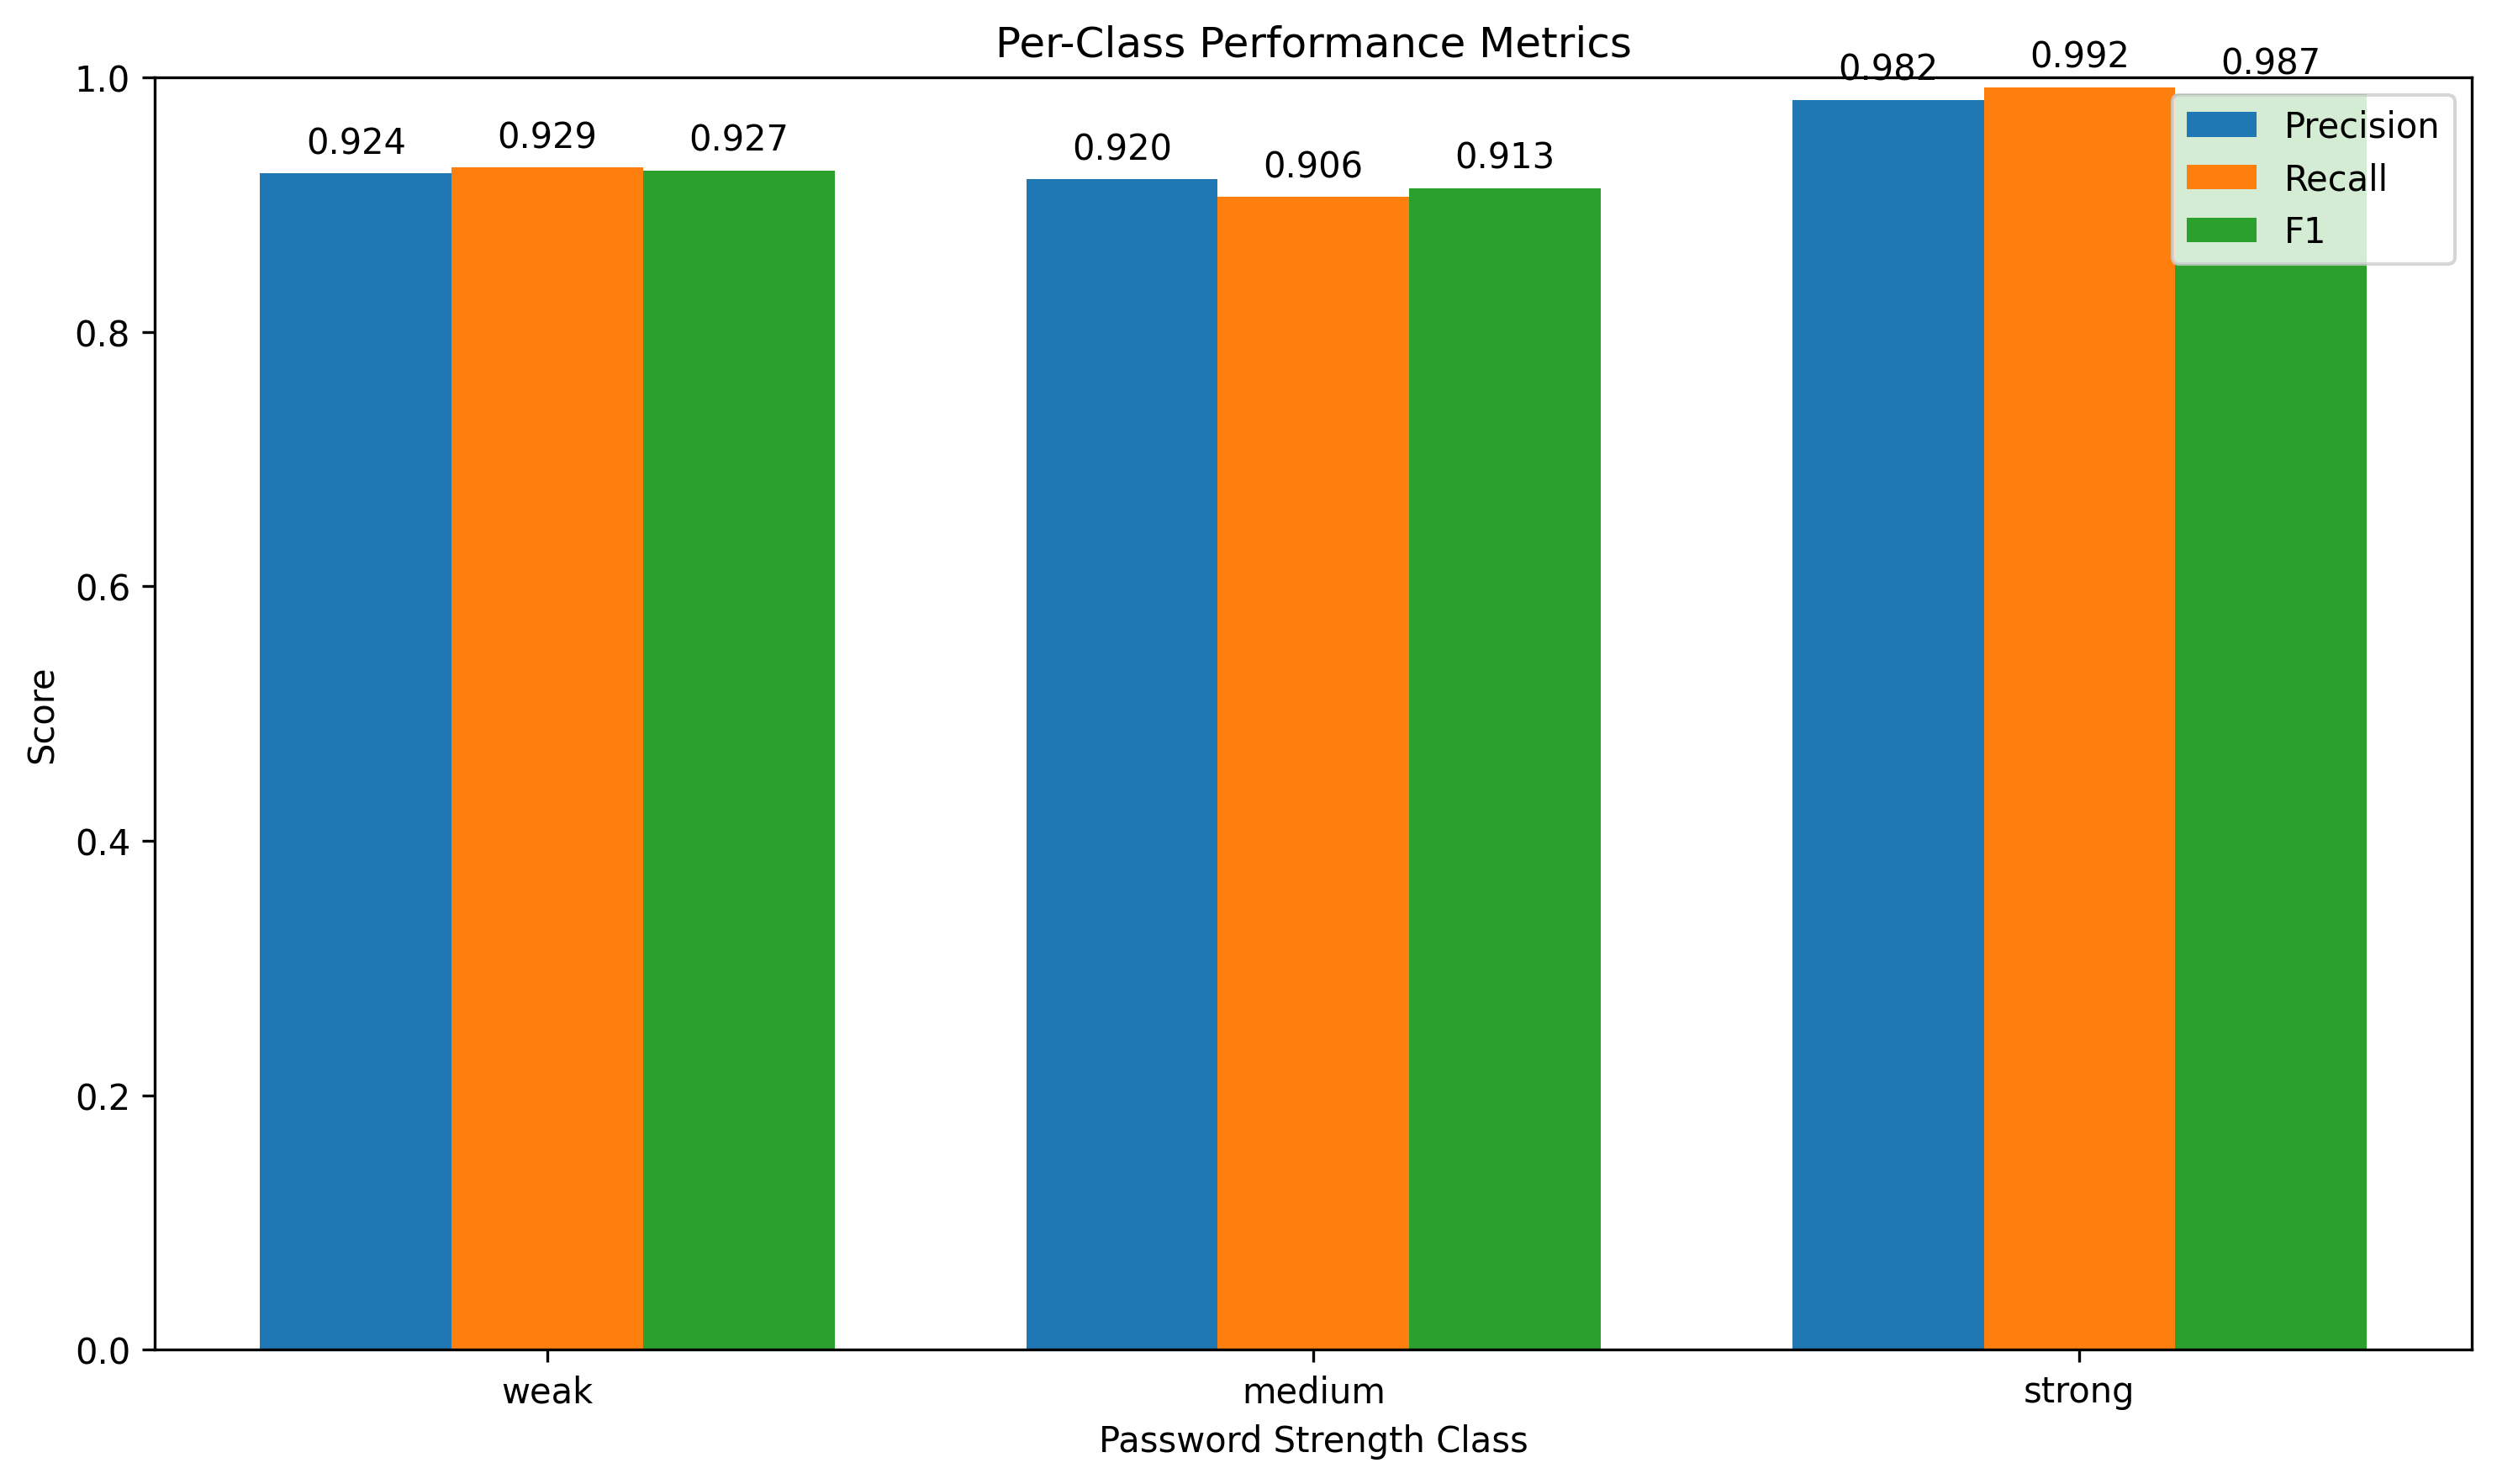 Per-Class Performance Metrics
0.924
0.929
0.927
0.920
0.906
0.913
0.982
0.992
0.987
Precision
Recall
F1
1.0
0.8
0.6
0.4
0.2
0.0
Score
weak
medium
strong
Password Strength Class